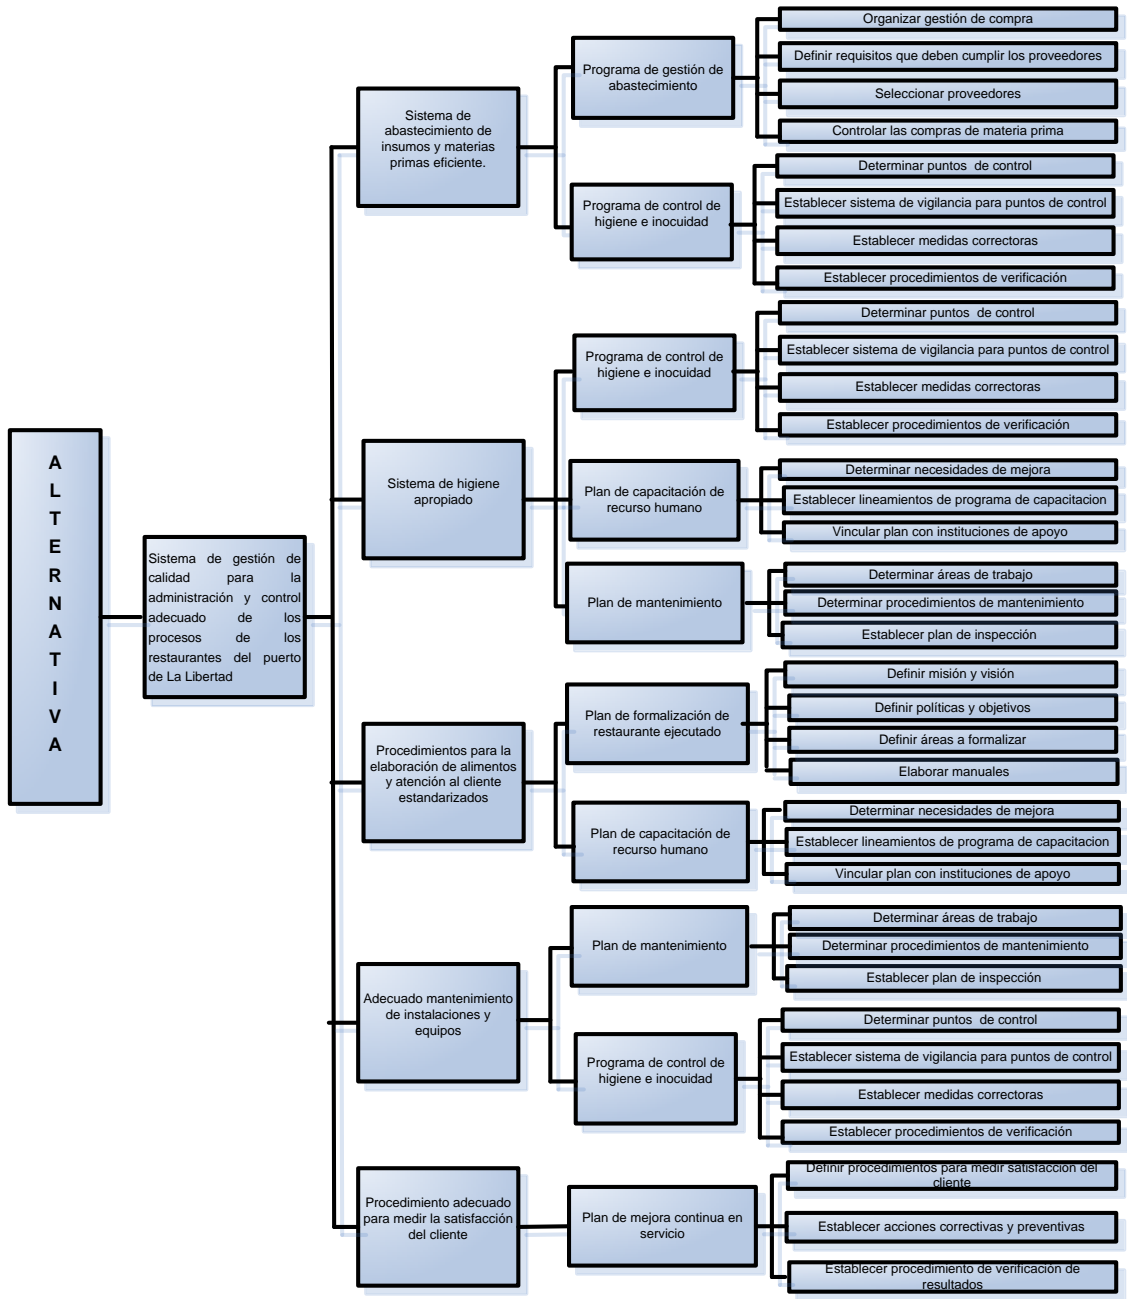 A
L
T
E
R
N
A
T
I
V
A
Sistema de gestión de
calidad para la
administración y control
adecuado de los
procesos de los
restaurantes del puerto
de La Libertad
Sistema de
abastecimiento de
insumos y materias
primas eficiente.
Programa de gestión de
abastecimiento
Organizar gestión de compra
Definir requisitos que deben cumplir los proveedores
Seleccionar proveedores
Controlar las compras de materia prima
Programa de control de
higiene e inocuidad
Determinar puntos de control
Establecer sistema de vigilancia para puntos de control
Establecer medidas correctoras
Establecer procedimientos de verificación
Sistema de higiene
apropiado
Programa de control de
higiene e inocuidad
Determinar puntos de control
Establecer sistema de vigilancia para puntos de control
Establecer medidas correctoras
Establecer procedimientos de verificación
Plan de capacitación de
recurso humano
Determinar necesidades de mejora
Establecer lineamientos de programa de capacitacion
Vincular plan con instituciones de apoyo
Plan de mantenimiento
Determinar áreas de trabajo
Determinar procedimientos de mantenimiento
Establecer plan de inspección
Procedimientos para la
elaboración de alimentos
y atención al cliente
estandarizados
Plan de formalización de
restaurante ejecutado
Definir misión y visión
Definir políticas y objetivos
Definir áreas a formalizar
Elaborar manuales
Plan de capacitación de
recurso humano
Determinar necesidades de mejora
Establecer lineamientos de programa de capacitacion
Vincular plan con instituciones de apoyo
Adecuado mantenimiento
de instalaciones y
equipos
Plan de mantenimiento
Determinar áreas de trabajo
Determinar procedimientos de mantenimiento
Establecer plan de inspección
Programa de control de
higiene e inocuidad
Determinar puntos de control
Establecer sistema de vigilancia para puntos de control
Establecer medidas correctoras
Establecer procedimientos de verificación
Procedimiento adecuado
para medir la satisfacción
del cliente
Plan de mejora continua en
servicio
Definir procedimientos para medir satisfacción del
cliente
Establecer acciones correctivas y preventivas
Establecer procedimiento de verificación de
resultados